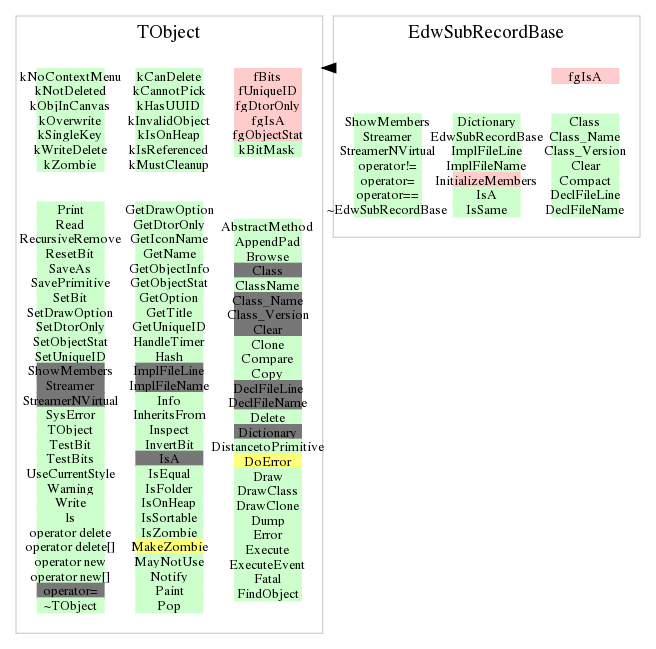 TObject
kNoContextMenu
kNotDeleted
kObjInCanvas
kOverwrite
kSingleKey
kWriteDelete
kZombie
kCanDelete
kCannotPick
kHasUUID
kInvalidObject
kIsOnHeap
kIsReferenced
kMustCleanup
fBits
fUniqueID
fgDtorOnly
fgIsA
fgObjectStat
kBitMask
Print
Read
RecursiveRemove
ResetBit
SaveAs
SavePrimitive
SetBit
SetDrawOption
SetDtorOnly
SetObjectStat
SetUniqueID
ShowMembers
Streamer
StreamerNVirtual
SysError
TObject
TestBit
TestBits
UseCurrentStyle
Warning
Write
ls
operator delete
operator delete[]
operator new
operator new[]
operator=
~TObject
GetDrawOption
GetDtorOnly
GetIconName
GetName
GetObjectInfo
GetObjectStat
GetOption
GetTitle
GetUniqueID
HandleTimer
Hash
ImplFileLine
ImplFileName
Info
InheritsFrom
Inspect
InvertBit
IsA
IsEqual
IsFolder
IsOnHeap
IsSortable
IsZombie
MakeZombie
MayNotUse
Notify
Paint
Pop
AbstractMethod
AppendPad
Browse
Class
ClassName
Class_Name
Class_Version
Clear
Clone
Compare
Copy
DeclFileLine
DeclFileName
Delete
Dictionary
DistancetoPrimitive
DoError
Draw
DrawClass
DrawClone
Dump
Error
Execute
ExecuteEvent
Fatal
FindObject
EdwSubRecordBase
fgIsA
ShowMembers
Streamer
StreamerNVirtual
operator!=
operator=
operator==
~EdwSubRecordBase
Dictionary
EdwSubRecordBase
ImplFileLine
ImplFileName
InitializeMembers
IsA
IsSame
Class
Class_Name
Class_Version
Clear
Compact
DeclFileLine
DeclFileName